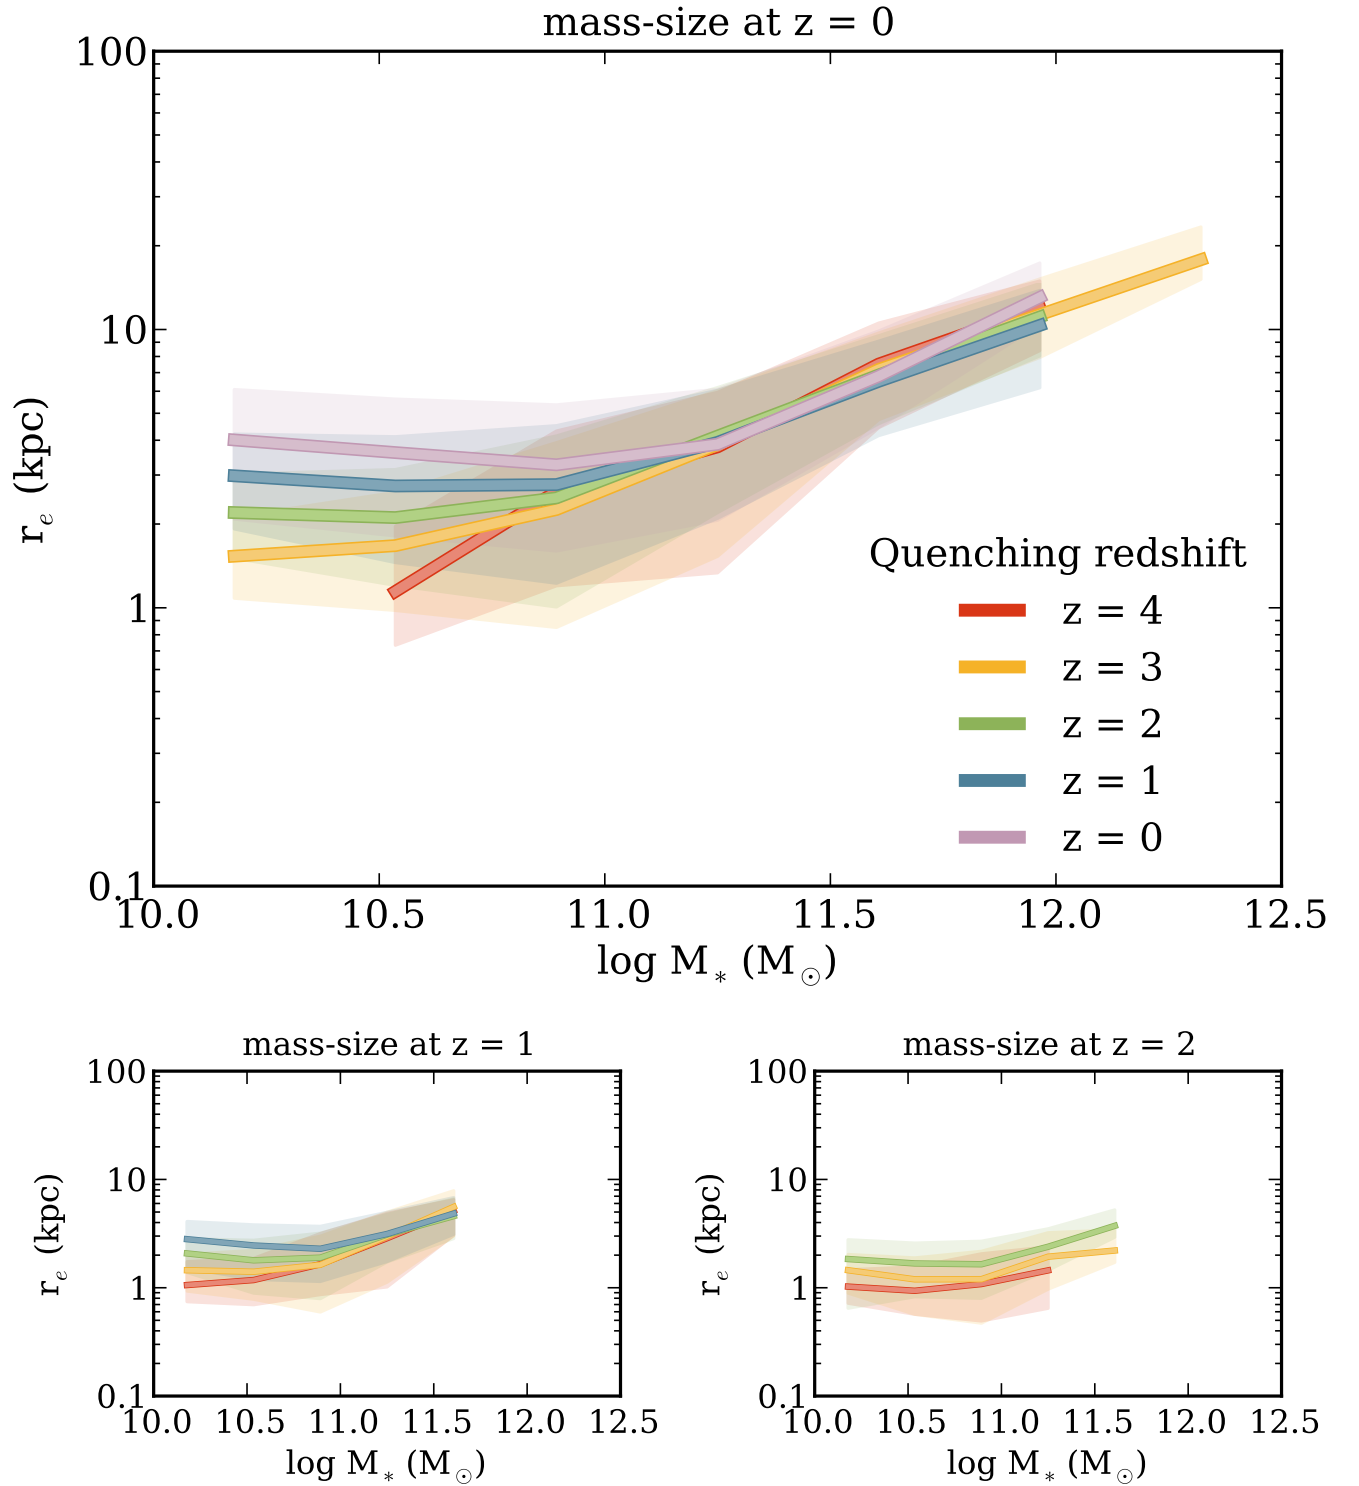 mass-size at z = 0
100
10
1
0.1
r_e (kpc)
Quenching redshift
z = 4
z = 3
z = 2
z = 1
z = 0
10.0 10.5 11.0 11.5 12.0 12.5
log M_* (M_⊙)
mass-size at z = 1
100
10
1
0.1
r_e (kpc)
10.0 10.5 11.0 11.5 12.0 12.5
log M_* (M_⊙)
mass-size at z = 2
100
10
1
0.1
r_e (kpc)
10.0 10.5 11.0 11.5 12.0 12.5
log M_* (M_⊙)